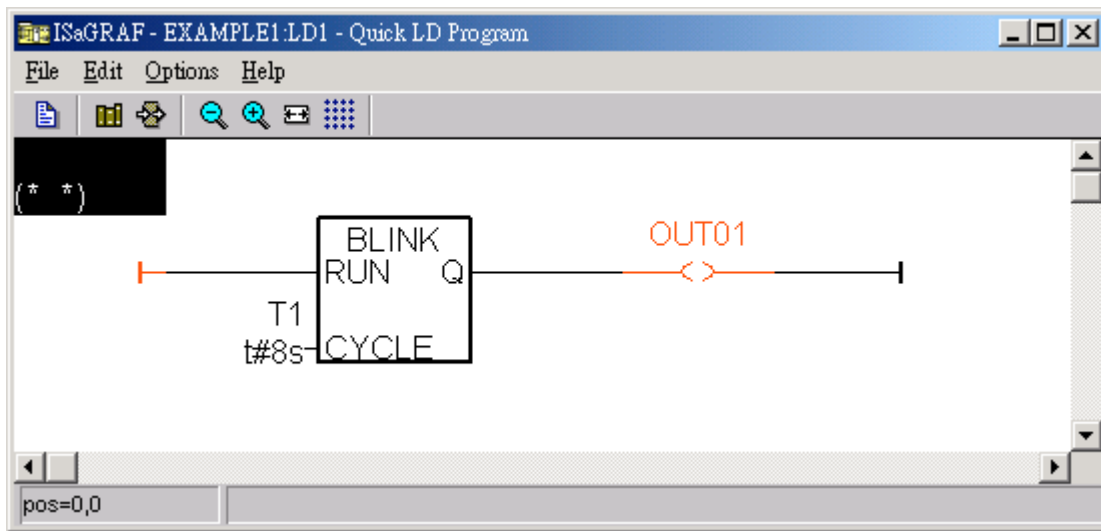 ISaGRAF - EXAMPLE1:LD1 - Quick LD Program
File Edit Options Help
(* *)
BLINK
OUT01
RUN Q
T1
t#8s CYCLE
pos=0,0